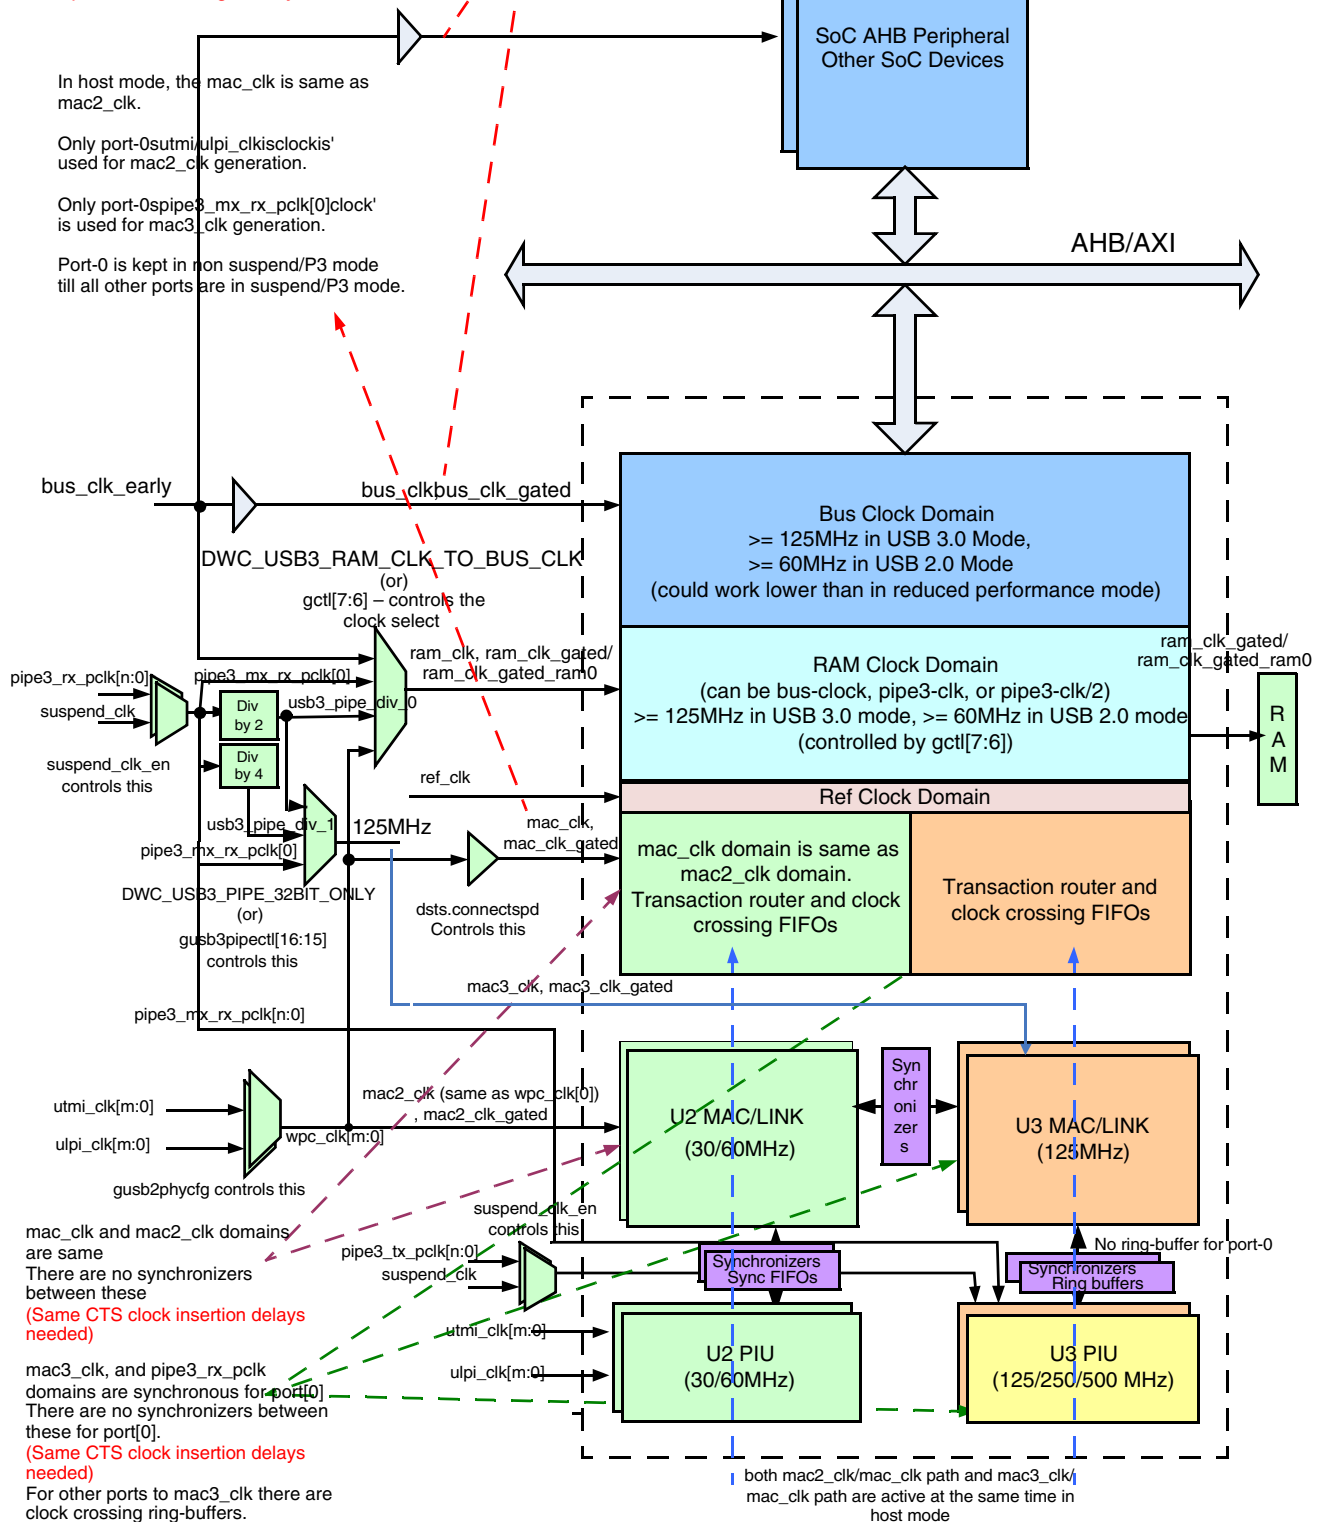 SoC AHB Peripheral
Other SoC Devices
In host mode, the mac_clk is same as
mac2_clk.
Only port-0sutmi/ulpi_clkisclockis'
used for mac2_clk generation.
Only port-0spipe3_mx_rx_pclk[0]clock'
is used for mac3_clk generation.
Port-0 is kept in non suspend/P3 mode
till all other ports are in suspend/P3 mode.
AHB/AXI
bus_clk_early
bus_clk,bus_clk_gated
Bus Clock Domain
>= 125MHz in USB 3.0 Mode,
>= 60MHz in USB 2.0 Mode
(could work lower than in reduced performance mode)
DWC_USB3_RAM_CLK_TO_BUS_CLK
(or)
gctl[7:6] – controls the
clock select
ram_clk, ram_clk_gated/
ram_clk_gated_ram0
RAM Clock Domain
(can be bus-clock, pipe3-clk, or pipe3-clk/2)
>= 125MHz in USB 3.0 mode, >= 60MHz in USB 2.0 mode
(controlled by gctl[7:6])
ram_clk_gated/
ram_clk_gated_ram0
R
A
M
pipe3_rx_pclk[n:0]
suspend_clk
pipe3_mx_rx_pclk[0]
Div
by 2
usb3_pipe_div_0
Div
by 4
suspend_clk_en
controls this
ref_clk
Ref Clock Domain
usb3_pipe_div_1
125MHz
pipe3_mx_rx_pclk[0]
mac_clk,
mac_clk_gated
mac_clk domain is same as
mac2_clk domain.
Transaction router and clock
crossing FIFOs
Transaction router and
clock crossing FIFOs
DWC_USB3_PIPE_32BIT_ONLY
(or)
gusb3pipectl[16:15]
controls this
dsts.connectspd
Controls this
mac3_clk, mac3_clk_gated
pipe3_mx_rx_pclk[n:0]
utmi_clk[m:0]
ulpi_clk[m:0]
wpc_clk[m:0]
mac2_clk (same as wpc_clk[0])
, mac2_clk_gated
gusb2phycfg controls this
U2 MAC/LINK
(30/60MHz)
Syn
chr
oni
zer
s
U3 MAC/LINK
(125MHz)
suspend_clk_en
controls this
pipe3_tx_pclk[n:0]
suspend_clk
Synchronizers
Sync FIFOs
No ring-buffer for port-0
Synchronizers
Ring buffers
mac_clk and mac2_clk domains
are same
There are no synchronizers
between these
(Same CTS clock insertion delays
needed)
utmi_clk[m:0]
ulpi_clk[m:0]
U2 PIU
(30/60MHz)
U3 PIU
(125/250/500 MHz)
mac3_clk, and pipe3_rx_pclk
domains are synchronous for port[0]
There are no synchronizers between
these for port[0].
(Same CTS clock insertion delays
needed)
For other ports to mac3_clk there are
clock crossing ring-buffers.
both mac2_clk/mac_clk path and mac3_clk/
mac_clk path are active at the same time in
host mode